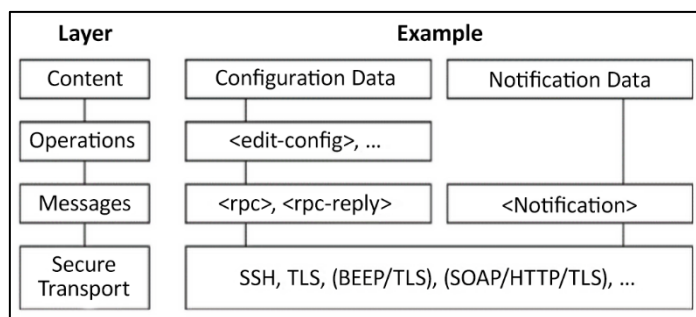 Layer Example
Content Configuration Data Notification Data
Operations <edit-config>, ...
Messages <rpc>, <rpc-reply> <Notification>
Secure
Transport
SSH, TLS, (BEEP/TLS), (SOAP/HTTP/TLS), ...